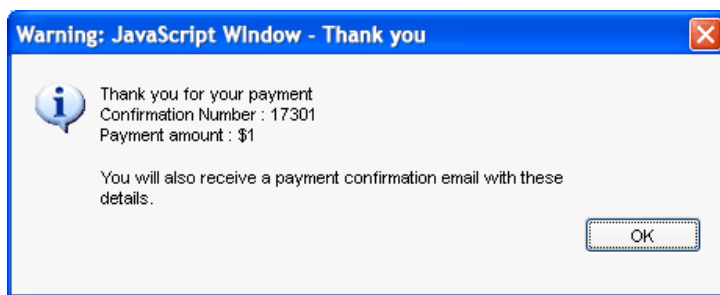 Warning: JavaScript WIndow - Thank you
Thank you for your payment
Confirmation Number : 17301
Payment amount : $1
You will also receive a payment confirmation email with these
details.
OK